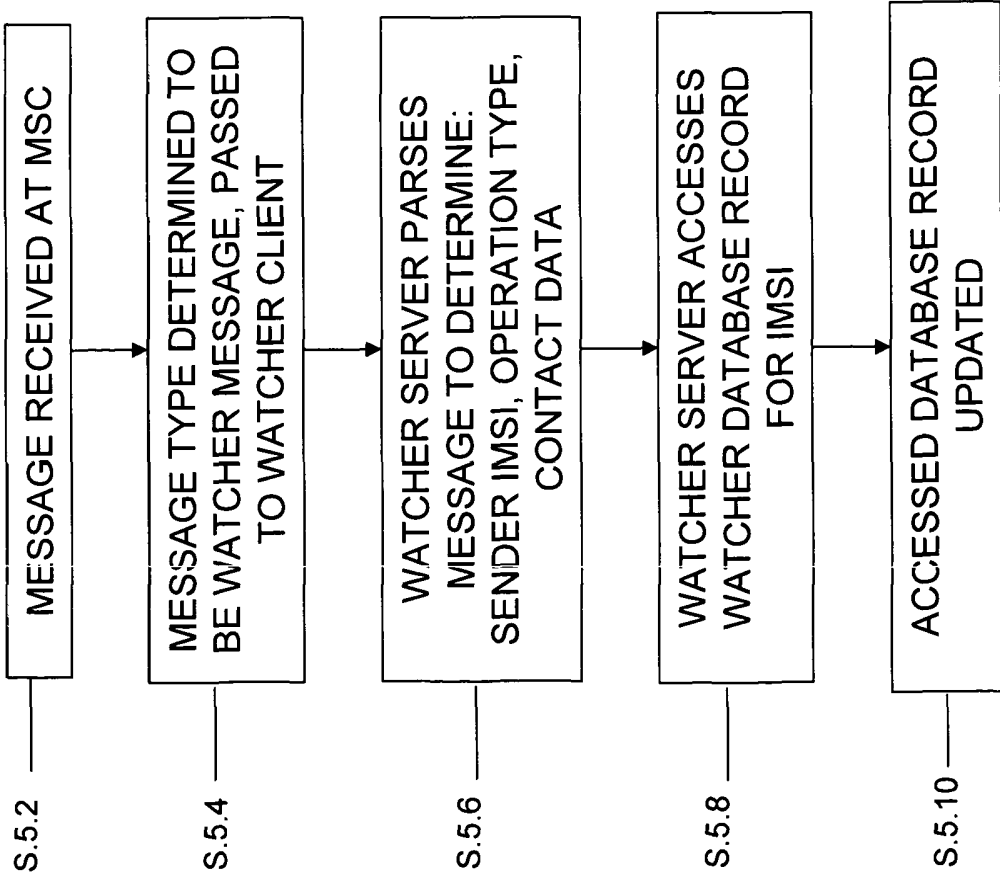 S.5.2
MESSAGE RECEIVED AT MSC
S.5.4
MESSAGE TYPE DETERMINED TO
BE WATCHER MESSAGE, PASSED
TO WATCHER CLIENT
S.5.6
WATCHER SERVER PARSES
MESSAGE TO DETERMINE:
SENDER IMSI, OPERATION TYPE,
CONTACT DATA
S.5.8
WATCHER SERVER ACCESSES
WATCHER DATABASE RECORD
FOR IMSI
S.5.10
ACCESSED DATABASE RECORD
UPDATED